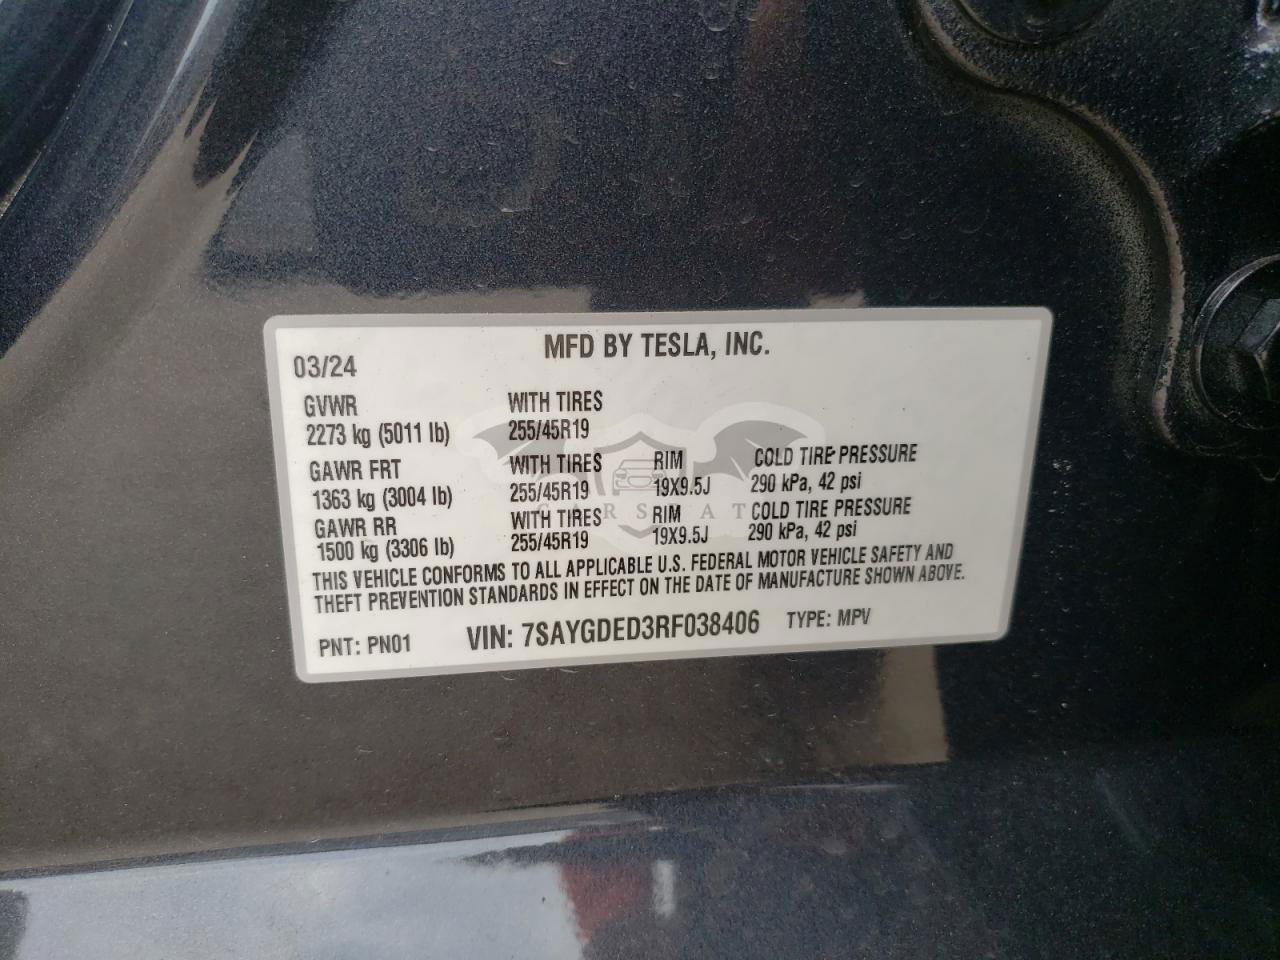 MFD BY TESLA, INC.
03/24
GVWR WITH TIRES
2273 kg (5011 lb) 255/45R19
GAWR FRT WITH TIRES RIM COLD TIRE PRESSURE
1363 kg (3004 lb) 255/45R19 19X9.5J 290 kPa, 42 psi
GAWR RR WITH TIRES RIM COLD TIRE PRESSURE
1500 kg (3306 lb) 255/45R19 19X9.5J 290 kPa, 42 psi
THIS VEHICLE CONFORMS TO ALL APPLICABLE U.S. FEDERAL MOTOR VEHICLE SAFETY AND
THEFT PREVENTION STANDARDS IN EFFECT ON THE DATE OF MANUFACTURE SHOWN ABOVE.
PNT: PN01 VIN: 7SAYGDED3RF038406 TYPE: MPV